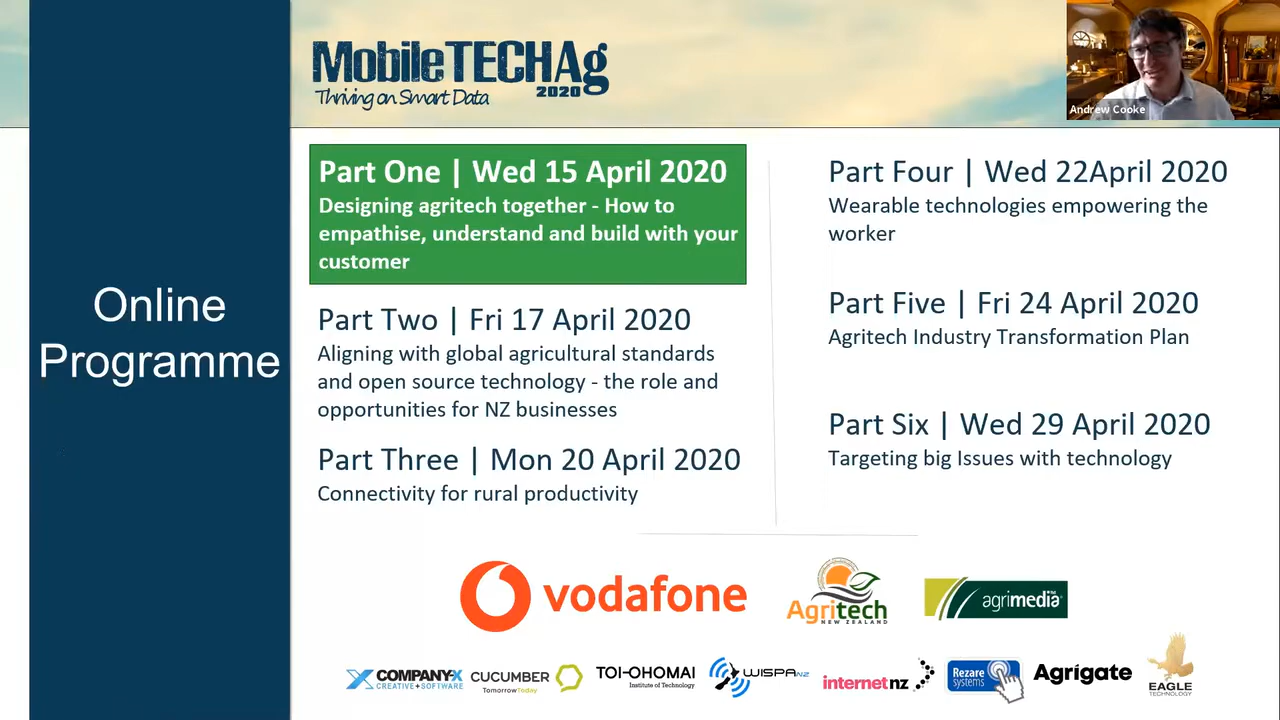 MobileTECHAg
2020
Thriving on Smart Data
Andrew Cooke
Online
Programme
Part One | Wed 15 April 2020
Designing agritech together - How to
empathise, understand and build with your
customer
Part Two | Fri 17 April 2020
Aligning with global agricultural standards
and open source technology - the role and
opportunities for NZ businesses
Part Three | Mon 20 April 2020
Connectivity for rural productivity
Part Four | Wed 22April 2020
Wearable technologies empowering the
worker
Part Five | Fri 24 April 2020
Agritech Industry Transformation Plan
Part Six | Wed 29 April 2020
Targeting big Issues with technology
vodafone
Agritech
NEW ZEALAND
agrimedia
COMPANY-X
CREATIVE+SOFTWARE
CUCUMBER
TomorrowToday
TOI-OHOMAI
Institute of Technology
WISPA NZ
internetnz
Rezare
systems
Agrigate
EAGLE
TECHNOLOGY